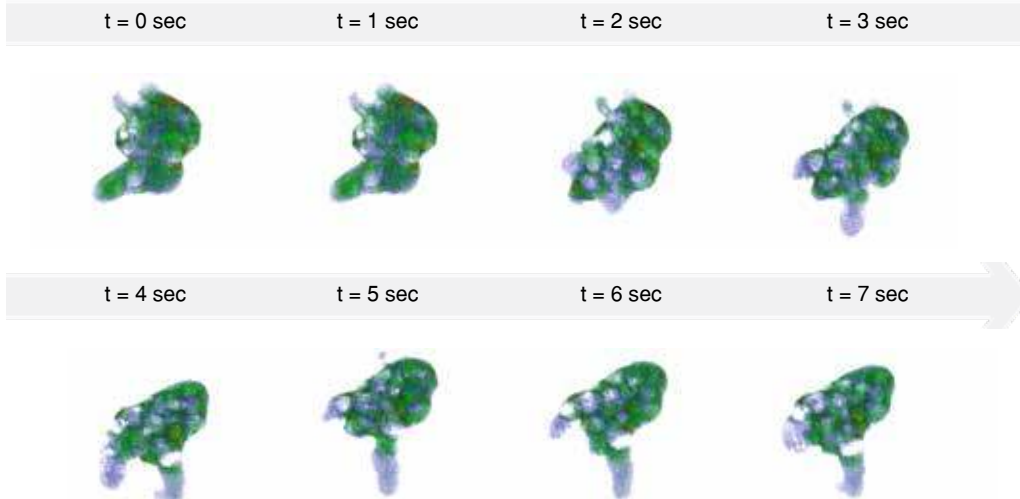 t = 0 sec t = 1 sec t = 2 sec t = 3 sec
t = 4 sec t = 5 sec t = 6 sec t = 7 sec